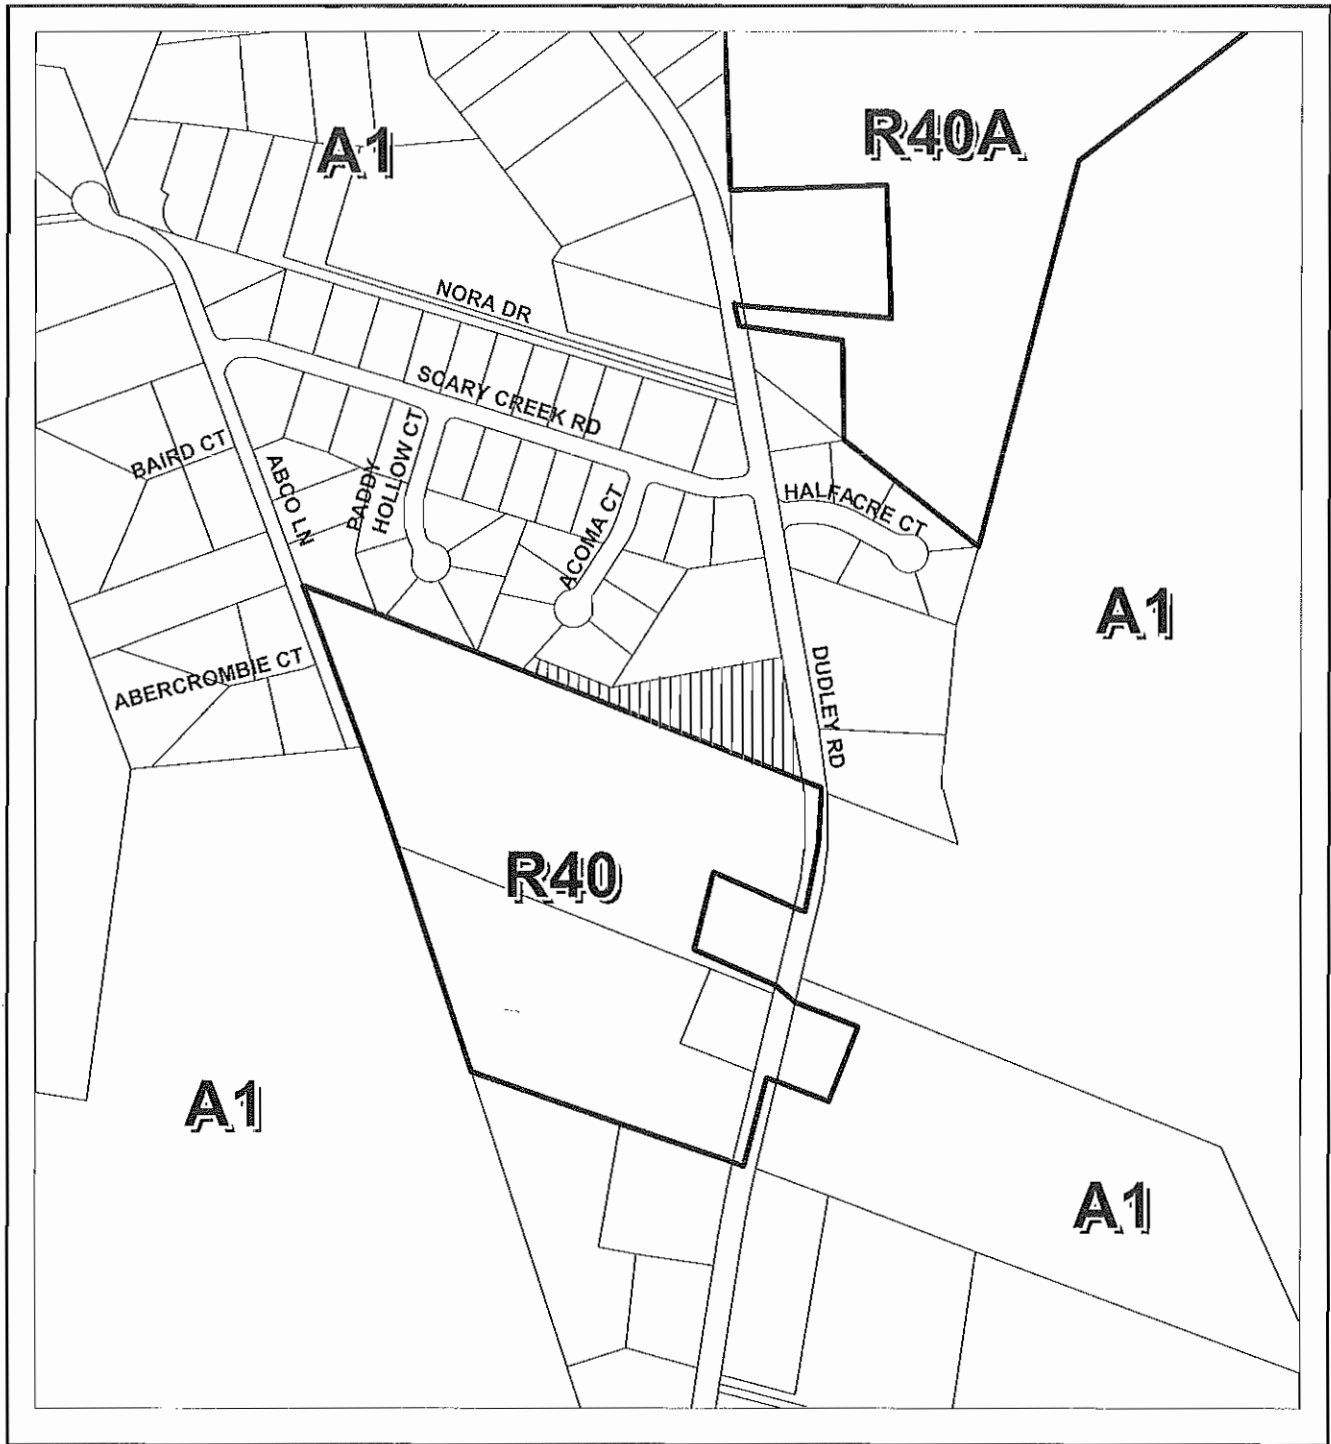 R40A
A1
NORA DR
SCARY CREEK RD
BAIRD CT
ABCO LN
PADDY
HOLLOW CT
HALFACRE CT
ACOMA CT
A1
ABERCROMBIE CT
DUDLEY RD
R40
A1
A1